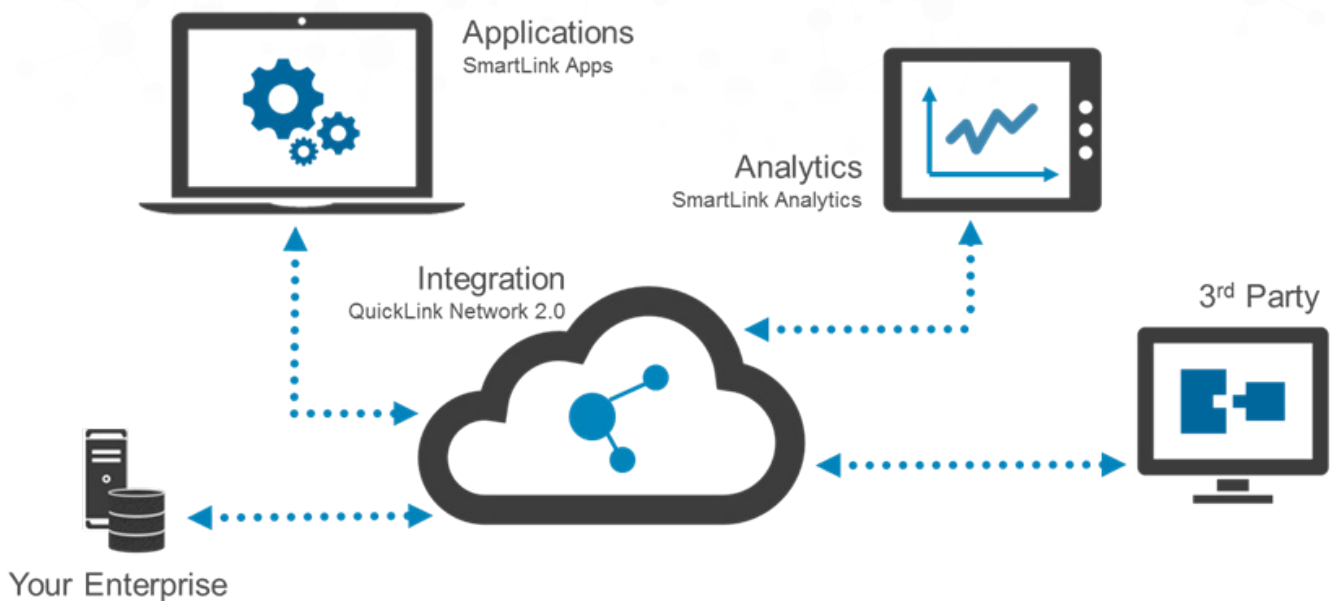 Applications
SmartLink Apps
Analytics
SmartLink Analytics
Integration
QuickLink Network 2.0
3rd Party
Your Enterprise